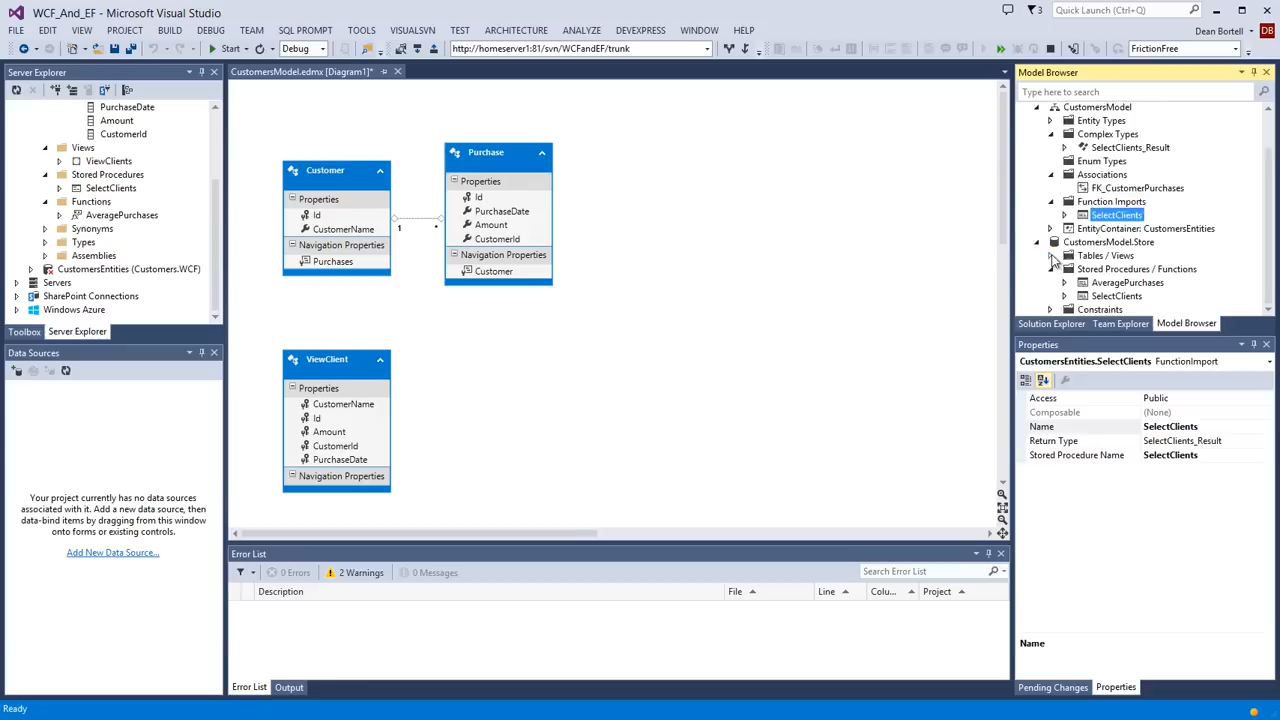 WCF_And_EF - Microsoft Visual Studio
3
Quick Launch (Ctrl+Q)
FILE EDIT VIEW PROJECT BUILD DEBUG TEAM SQL PROMPT TOOLS VISUALSVN TEST ARCHITECTURE ANALYZE DEVEXPRESS WINDOW HELP
Dean Bortell DB
Start Debug http://homeserver1:81/svn/WCFandEF/trunk FrictionFree
Server Explorer
PurchaseDate
Amount
CustomerId
Views
ViewClients
Stored Procedures
SelectClients
Functions
AveragePurchases
Synonyms
Types
Assemblies
CustomersEntities (Customers.WCF)
Servers
SharePoint Connections
Windows Azure
Toolbox Server Explorer
Data Sources
Your project currently has no data sources
associated with it. Add a new data source, then
data-bind items by dragging from this window
onto forms or existing controls.
Add New Data Source...
CustomersModel.edmx [Diagram1]*
Customer
Properties
Id
CustomerName
Navigation Properties
Purchases
1
*
Purchase
Properties
Id
PurchaseDate
Amount
CustomerId
Navigation Properties
Customer
ViewClient
Properties
CustomerName
Id
Amount
CustomerId
PurchaseDate
Navigation Properties
Error List
0 Errors 2 Warnings 0 Messages Search Error List
Description File Line Colu... Project
Error List Output
Model Browser
Type here to search
CustomersModel
Entity Types
Complex Types
SelectClients_Result
Enum Types
Associations
FK_CustomerPurchases
Function Imports
SelectClients
EntityContainer: CustomersEntities
CustomersModel.Store
Tables / Views
Stored Procedures / Functions
AveragePurchases
SelectClients
Constraints
Solution Explorer Team Explorer Model Browser
Properties
CustomersEntities.SelectClients FunctionImport
Access Public
Composable (None)
Name SelectClients
Return Type SelectClients_Result
Stored Procedure Name SelectClients
Name
Pending Changes Properties
Ready